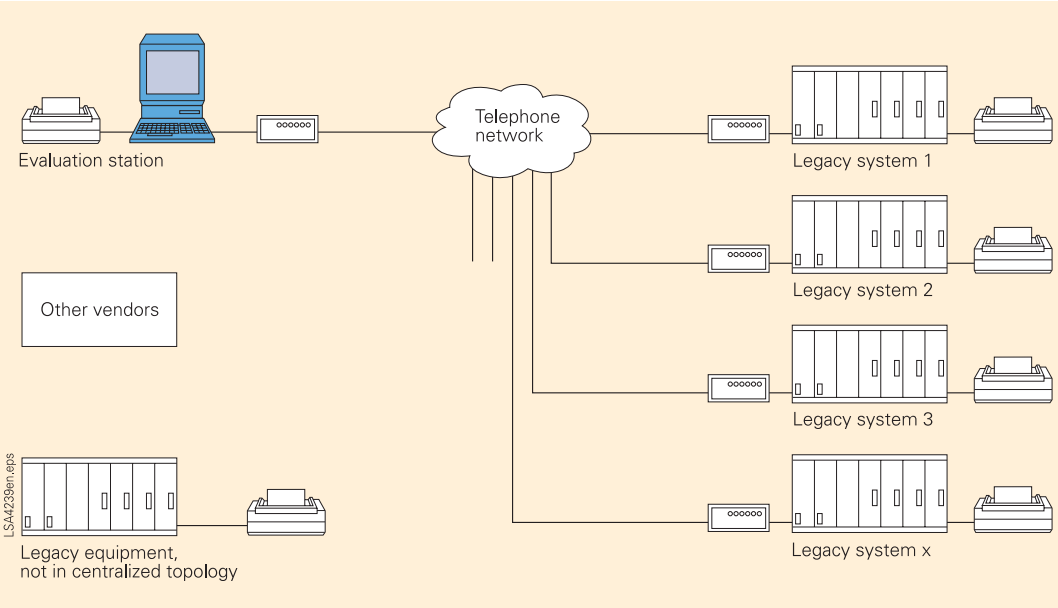 Telephone
network
Evaluation station
Legacy system 1
Legacy system 2
Other vendors
Legacy system 3
LSA4239en.eps
Legacy equipment,
not in centralized topology
Legacy system x